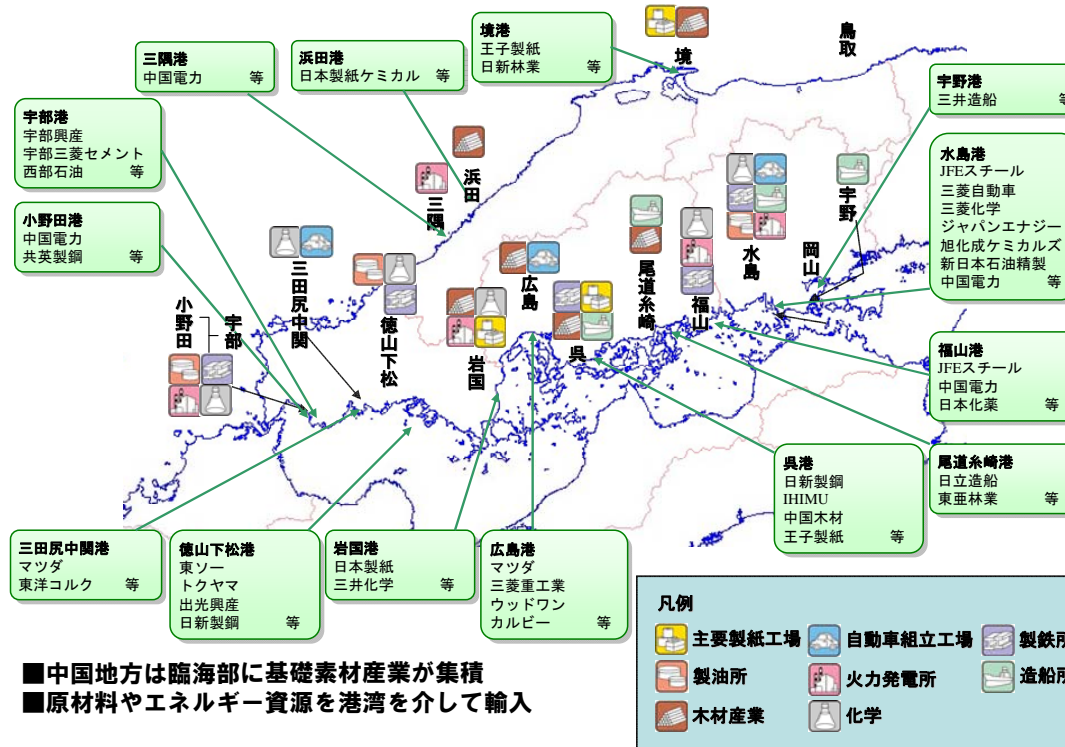 三隅港
中国電力 等
浜田港
日本製紙ケミカル 等
境港
王子製紙
日新林業 等
宇野港
三井造船 等
宇部港
宇部興産
宇部三菱セメント
西部石油 等
小野田港
中国電力
共英製鋼 等
水島港
JFEスチール
三菱自動車
三菱化学
ジャパンエナジー
旭化成ケミカルズ
新日本石油精製
中国電力 等
福山港
JFEスチール
中国電力
日本化薬 等
尾道糸崎港
日立造船
東亜林業 等
呉港
日新製鋼
IHIMU
中国木材
王子製紙 等
三田尻中関港
マツダ
東洋コルク 等
徳山下松港
東ソー
トクヤマ
出光興産
日新製鋼 等
岩国港
日本製紙
三井化学 等
広島港
マツダ
三菱重工業
ウッドワン
カルビー 等
境
鳥取
浜田
三隅
三田尻中関
徳山下松
小野田
宇部
岩国
広島
呉
尾道糸崎
福山
水島
岡山
宇野
凡例
主要製紙工場
自動車組立工場
製鉄所
製油所
火力発電所
造船所
木材産業
化学
■中国地方は臨海部に基礎素材産業が集積
■原材料やエネルギー資源を港湾を介して輸入